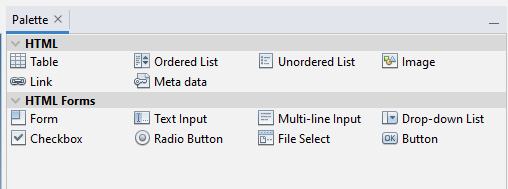 Palette
HTML
Table Ordered List Unordered List Image
Link Meta data
HTML Forms
Form Text Input Multi-line Input Drop-down List
Checkbox Radio Button File Select OK Button